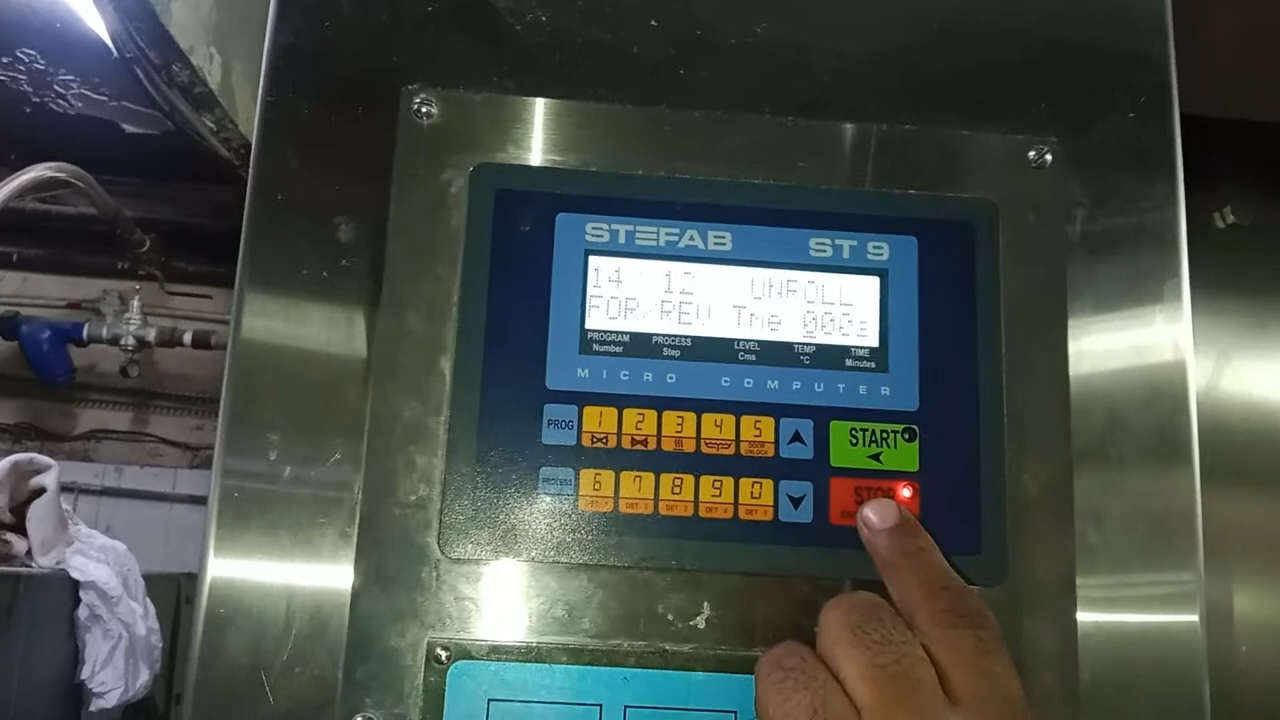 STEFAB ST 9
14 12 UNROLL
FOR/REV Tme
PROGRAM Number PROCESS Step LEVEL Cms TEMP °C TIME Minutes
MICRO COMPUTER
PROG 1 2 3 4 5
DOOR UNLOCK
START
PROCESS 6 7 8 9 0
DET 2 DET 3 DET 4 DET 5
STOP